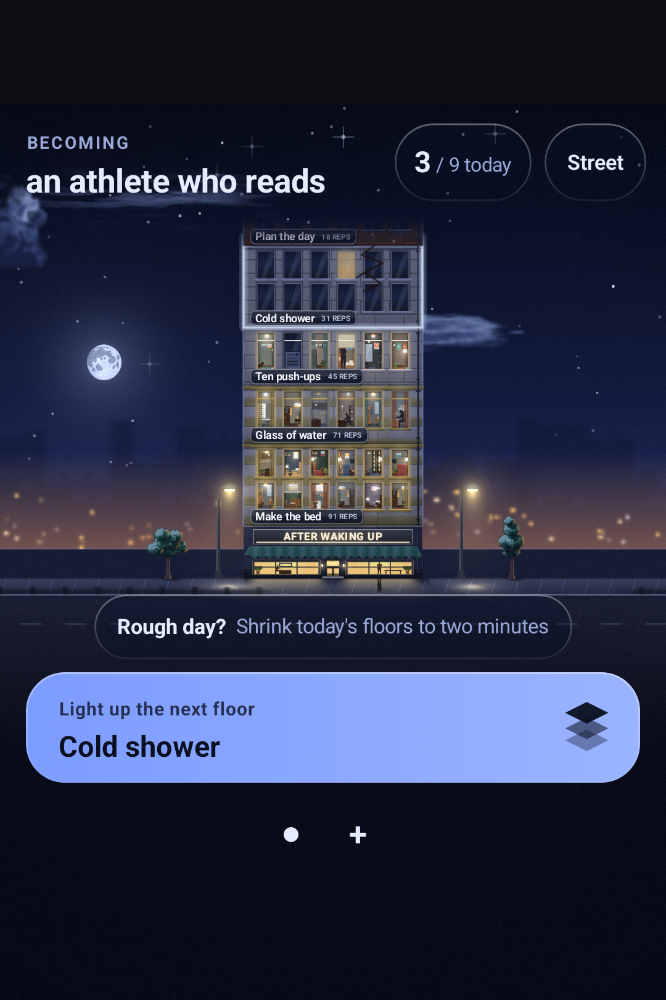 BECOMING
an athlete who reads
3 / 9 today
Street
Plan the day 18 REPS
Cold shower 31 REPS
Ten push-ups 45 REPS
Glass of water 71 REPS
Make the bed 91 REPS
AFTER WAKING UP
Rough day? Shrink today's floors to two minutes
Light up the next floor
Cold shower